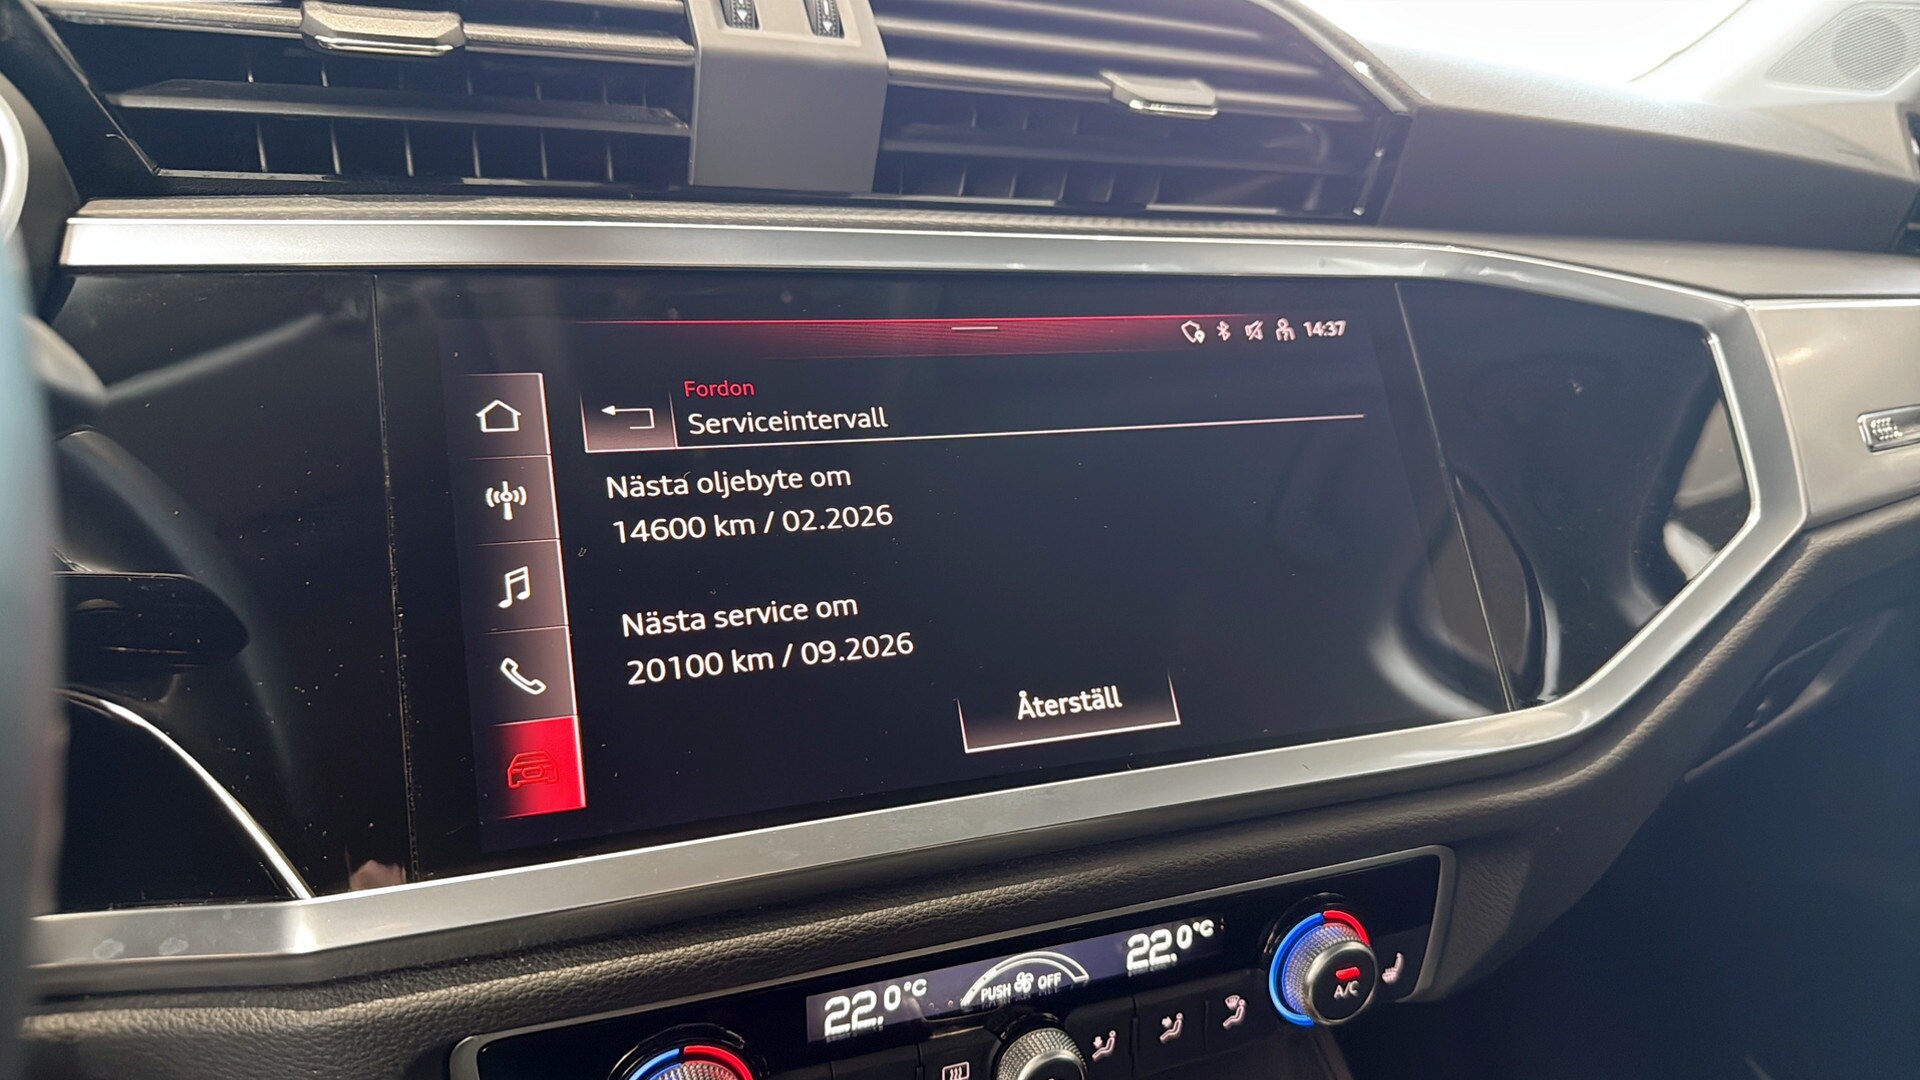 14:37
Fordon
Serviceintervall
Nästa oljebyte om
14600 km / 02.2026
Nästa service om
20100 km / 09.2026
Återställ
22.0°C
PUSH OFF
22.0°C
A/C